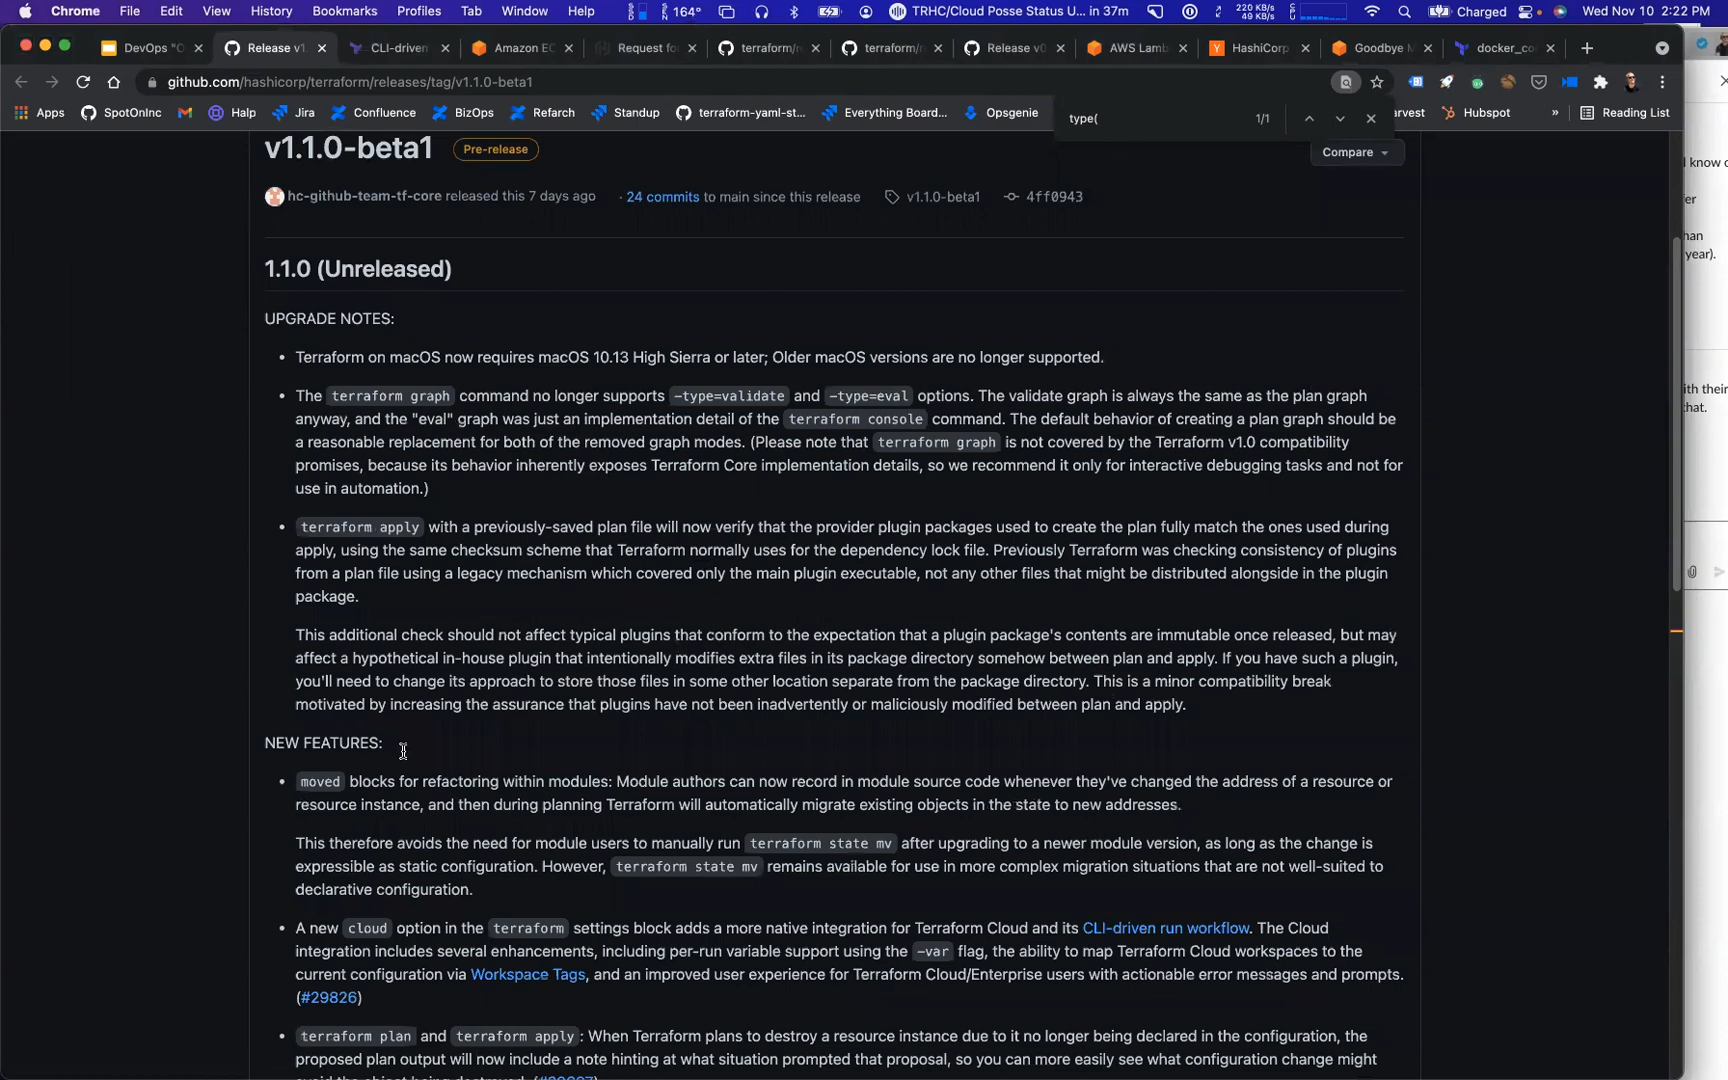 Chrome File Edit View History Bookmarks Profiles Tab Window Help 164° TRHC/Cloud Posse Status U... in 37m 220 KB/s 49 KB/s Charged Wed Nov 10 2:22 PM
DevOps "O Release v1. CLI-driven Amazon EC Request for terraform/r terraform/r Release v0 AWS Lamb HashiCorp Goodbye M docker_co
github.com/hashicorp/terraform/releases/tag/v1.1.0-beta1
Apps SpotOnInc Help Jira Confluence BizOps Refarch Standup terraform-yaml-st... Everything Board... Opsgenie type( 1/1 rvest Hubspot » Reading List
v1.1.0-beta1 Pre-release Compare
hc-github-team-tf-core released this 7 days ago · 24 commits to main since this release v1.1.0-beta1 4ff0943
1.1.0 (Unreleased)
UPGRADE NOTES:
• Terraform on macOS now requires macOS 10.13 High Sierra or later; Older macOS versions are no longer supported.
• The terraform graph command no longer supports -type=validate and -type=eval options. The validate graph is always the same as the plan graph
anyway, and the "eval" graph was just an implementation detail of the terraform console command. The default behavior of creating a plan graph should be
a reasonable replacement for both of the removed graph modes. (Please note that terraform graph is not covered by the Terraform v1.0 compatibility
promises, because its behavior inherently exposes Terraform Core implementation details, so we recommend it only for interactive debugging tasks and not for
use in automation.)
• terraform apply with a previously-saved plan file will now verify that the provider plugin packages used to create the plan fully match the ones used during
apply, using the same checksum scheme that Terraform normally uses for the dependency lock file. Previously Terraform was checking consistency of plugins
from a plan file using a legacy mechanism which covered only the main plugin executable, not any other files that might be distributed alongside in the plugin
package.
This additional check should not affect typical plugins that conform to the expectation that a plugin package's contents are immutable once released, but may
affect a hypothetical in-house plugin that intentionally modifies extra files in its package directory somehow between plan and apply. If you have such a plugin,
you'll need to change its approach to store those files in some other location separate from the package directory. This is a minor compatibility break
motivated by increasing the assurance that plugins have not been inadvertently or maliciously modified between plan and apply.
NEW FEATURES:
• moved blocks for refactoring within modules: Module authors can now record in module source code whenever they've changed the address of a resource or
resource instance, and then during planning Terraform will automatically migrate existing objects in the state to new addresses.
This therefore avoids the need for module users to manually run terraform state mv after upgrading to a newer module version, as long as the change is
expressible as static configuration. However, terraform state mv remains available for use in more complex migration situations that are not well-suited to
declarative configuration.
• A new cloud option in the terraform settings block adds a more native integration for Terraform Cloud and its CLI-driven run workflow. The Cloud
integration includes several enhancements, including per-run variable support using the -var flag, the ability to map Terraform Cloud workspaces to the
current configuration via Workspace Tags, and an improved user experience for Terraform Cloud/Enterprise users with actionable error messages and prompts.
(#29826)
• terraform plan and terraform apply: When Terraform plans to destroy a resource instance due to it no longer being declared in the configuration, the
proposed plan output will now include a note hinting at what situation prompted that proposal, so you can more easily see what configuration change might
know
year).
with their
that.